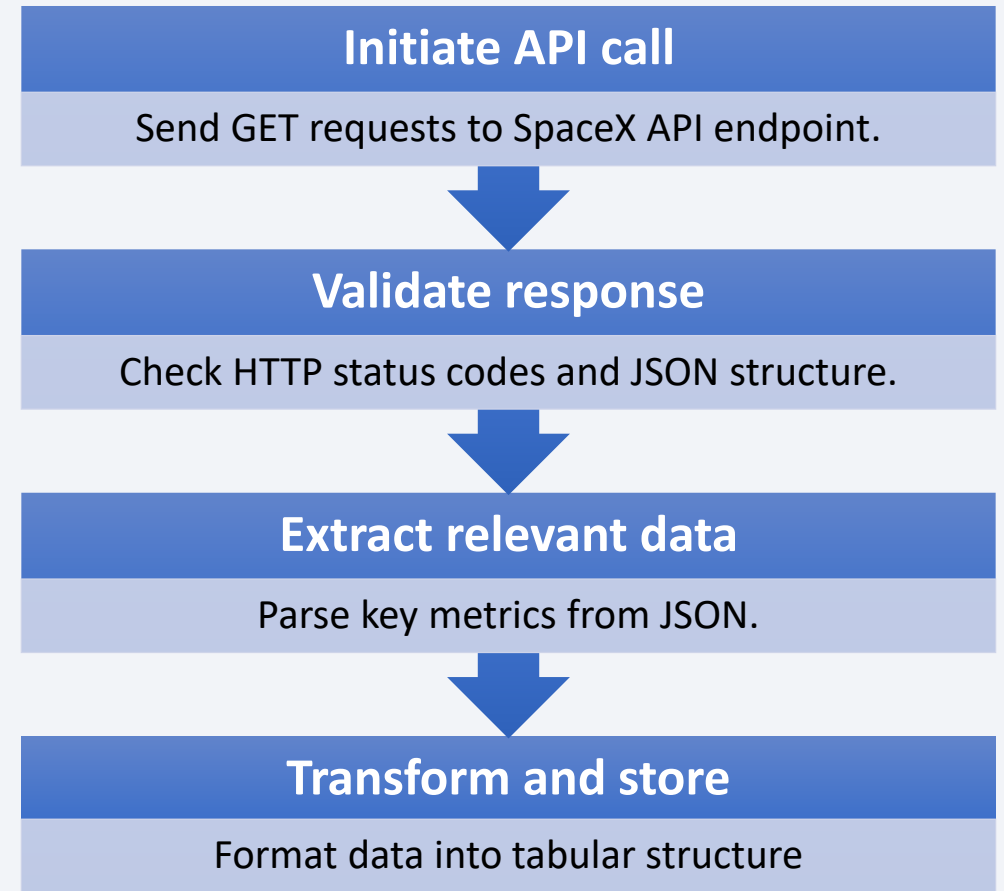 Initiate API call
Send GET requests to SpaceX API endpoint.
Validate response
Check HTTP status codes and JSON structure.
Extract relevant data
Parse key metrics from JSON.
Transform and store
Format data into tabular structure